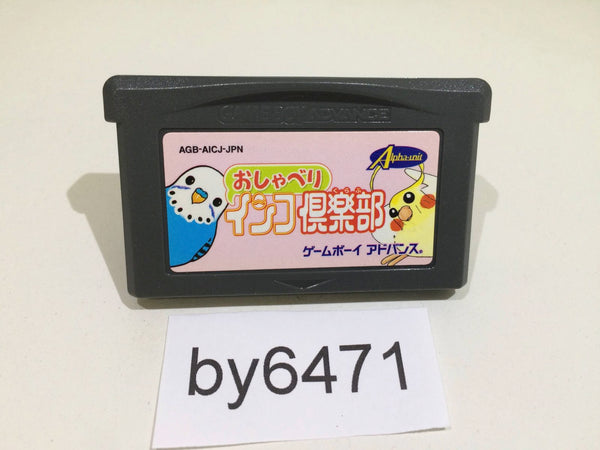 GAME BOY ADVANCE
AGB-AICJ-JPN
Alpha-unit
おしゃべり
くらぶ
インコ倶楽部
ゲームボーイ アドバンス®
by6471